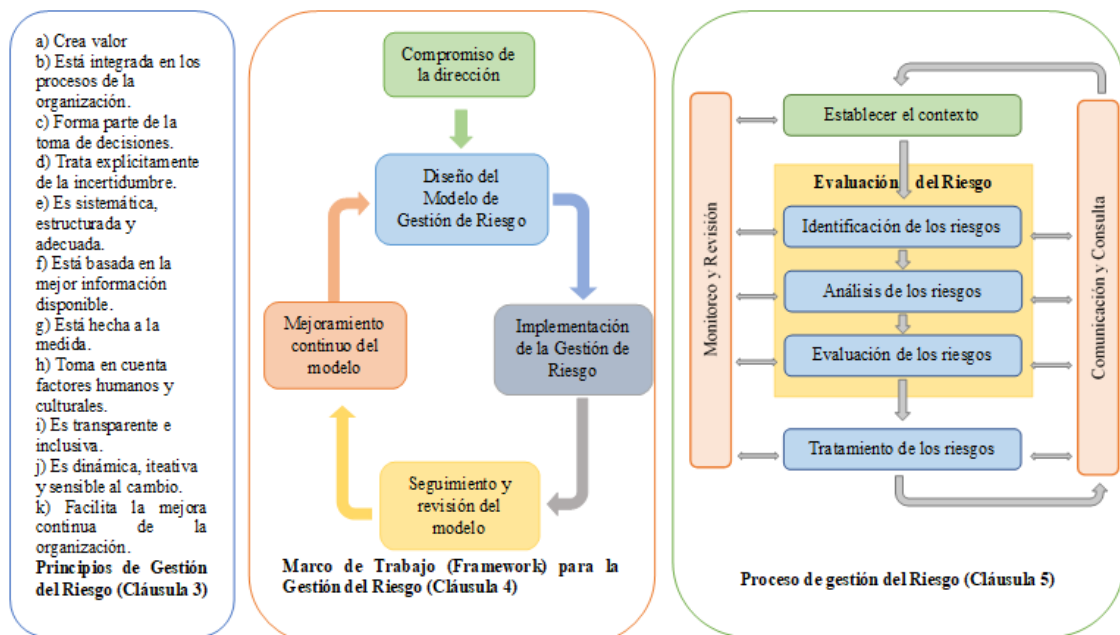 a) Crea valor
b) Está integrada en los
procesos de la
organización.
c) Forma parte de la
toma de decisiones.
d) Trata explícitamente
de la incertidumbre.
e) Es sistemática,
estructurada y
adecuada.
f) Está basada en la
mejor información
disponible.
g) Está hecha a la
medida.
h) Toma en cuenta
factores humanos y
culturales.
i) Es transparente e
inclusiva.
j) Es dinámica, iteativa
y sensible al cambio.
k) Facilita la mejora
continua de la
organización.
Principios de Gestión
del Riesgo (Cláusula 3)
Compromiso de
la dirección
Diseño del
Modelo de
Gestión de Riesgo
Mejoramiento
continuo del
modelo
Implementación
de la Gestión de
Riesgo
Seguimiento y
revisión del
modelo
Marco de Trabajo (Framework) para la
Gestión del Riesgo (Cláusula 4)
Monitoreo y Revisión
Establecer el contexto
Evaluación del Riesgo
Identificación de los riesgos
Análisis de los riesgos
Evaluación de los riesgos
Tratamiento de los riesgos
Comunicación y Consulta
Proceso de gestión del Riesgo (Cláusula 5)